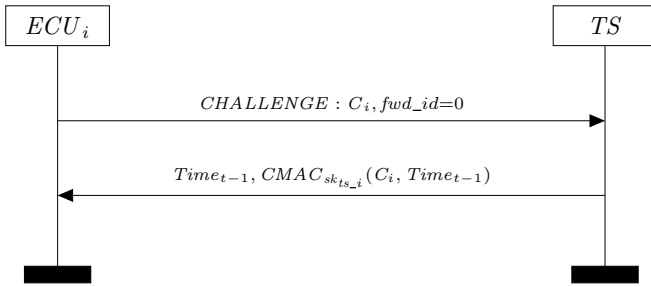 ECU_i
TS
CHALLENGE : C_i, fwd_id=0
Time_{t−1}, CMAC_{sk_{ts_i}}(C_i, Time_{t−1})